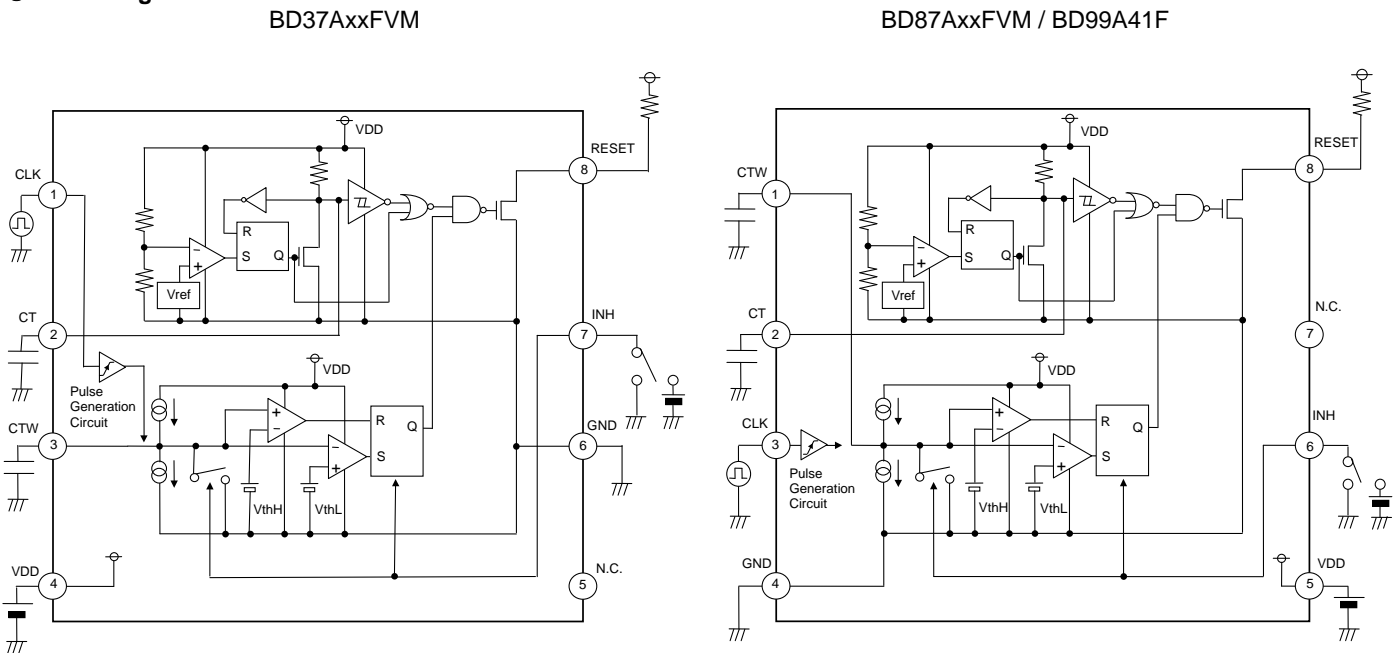 BD37AxxFVM
BD87AxxFVM / BD99A41F
VDD
RESET
8
CLK
1
R
S
Q
−
+
Vref
CT
2
INH
7
VDD
Pulse
Generation
Circuit
CTW
3
+
−
R
Q
−
+
S
GND
6
VthH
VthL
VDD
4
N.C.
5
VDD
RESET
8
CTW
1
R
S
Q
−
+
Vref
N.C.
7
CT
2
VDD
CLK
3
Pulse
Generation
Circuit
+
−
R
Q
−
+
S
INH
6
VthH
VthL
GND
4
VDD
5